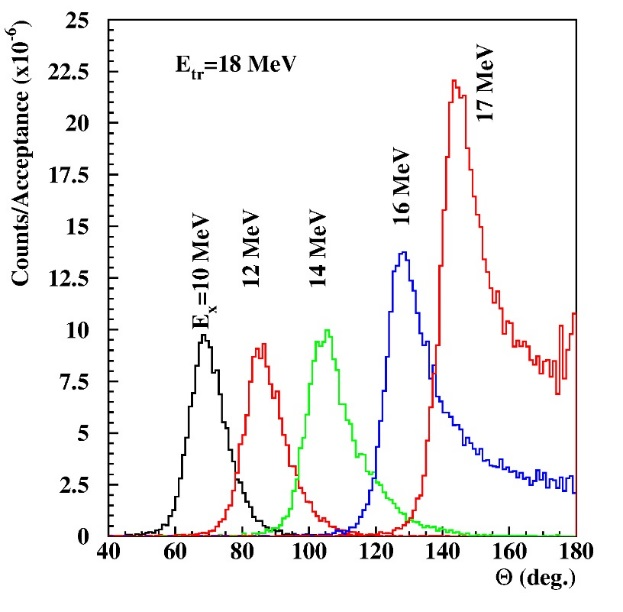 Counts/Acceptance (x10⁻⁶)
25
22.5
20
17.5
15
12.5
10
7.5
5
2.5
0
Eₜᵣ=18 MeV
Eₓ=10 MeV
12 MeV
14 MeV
16 MeV
17 MeV
40 60 80 100 120 140 160 180
Θ (deg.)